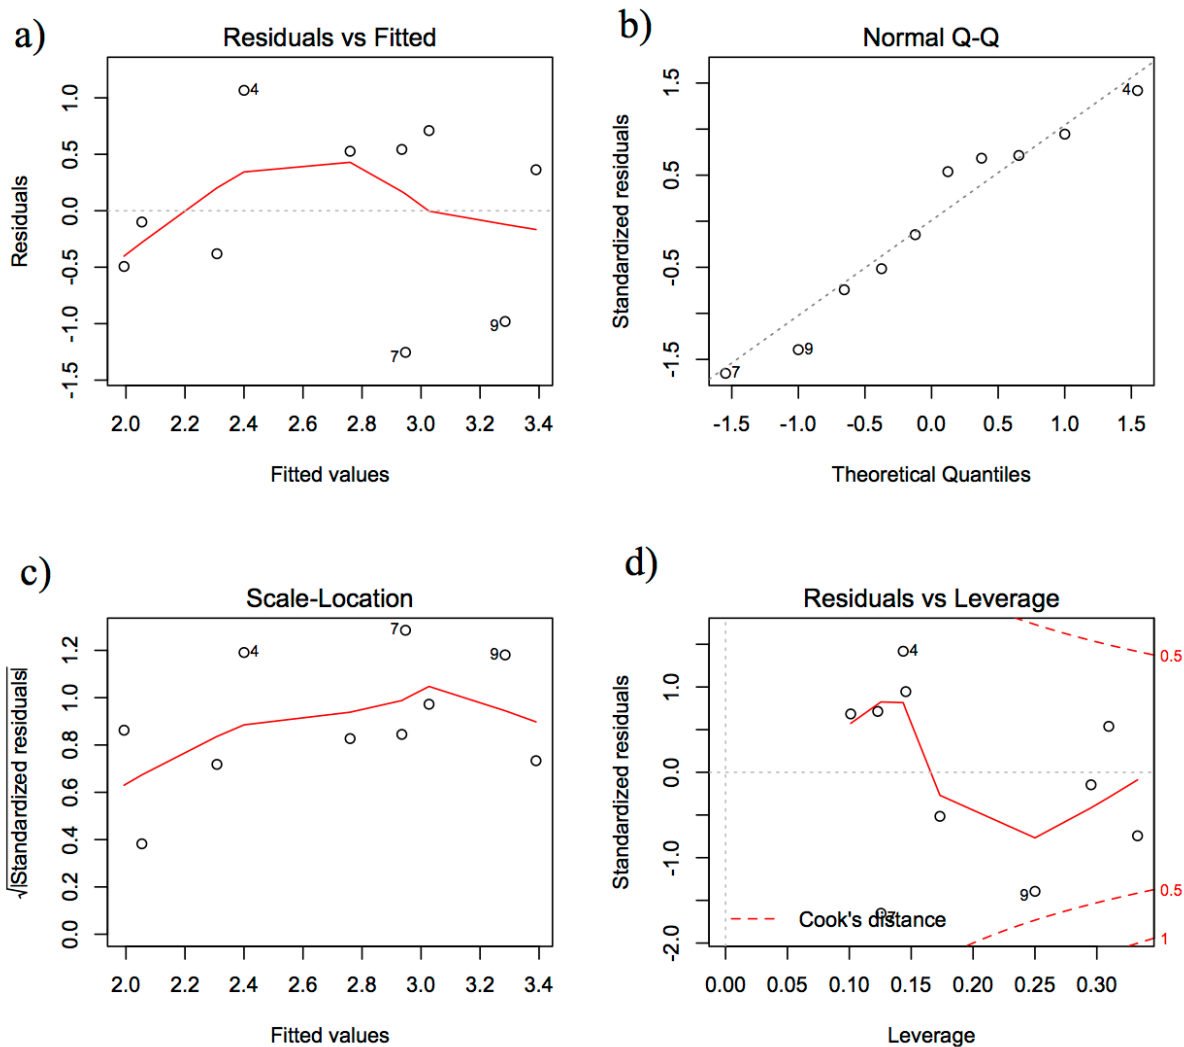 a)
Residuals vs Fitted
Residuals
1.0
0.5
0.0
-0.5
-1.0
-1.5
4
9
7
2.0 2.2 2.4 2.6 2.8 3.0 3.2 3.4
Fitted values
b)
Normal Q-Q
Standardized residuals
1.5
0.5
-0.5
-1.5
4
9
7
-1.5 -1.0 -0.5 0.0 0.5 1.0 1.5
Theoretical Quantiles
c)
Scale-Location
√|Standardized residuals|
1.2
1.0
0.8
0.6
0.4
0.2
0.0
7
4
9
2.0 2.2 2.4 2.6 2.8 3.0 3.2 3.4
Fitted values
d)
Residuals vs Leverage
Standardized residuals
1.0
0.0
-1.0
-2.0
4
9
7
0.5
0.5
1
Cook's distance
0.00 0.05 0.10 0.15 0.20 0.25 0.30
Leverage